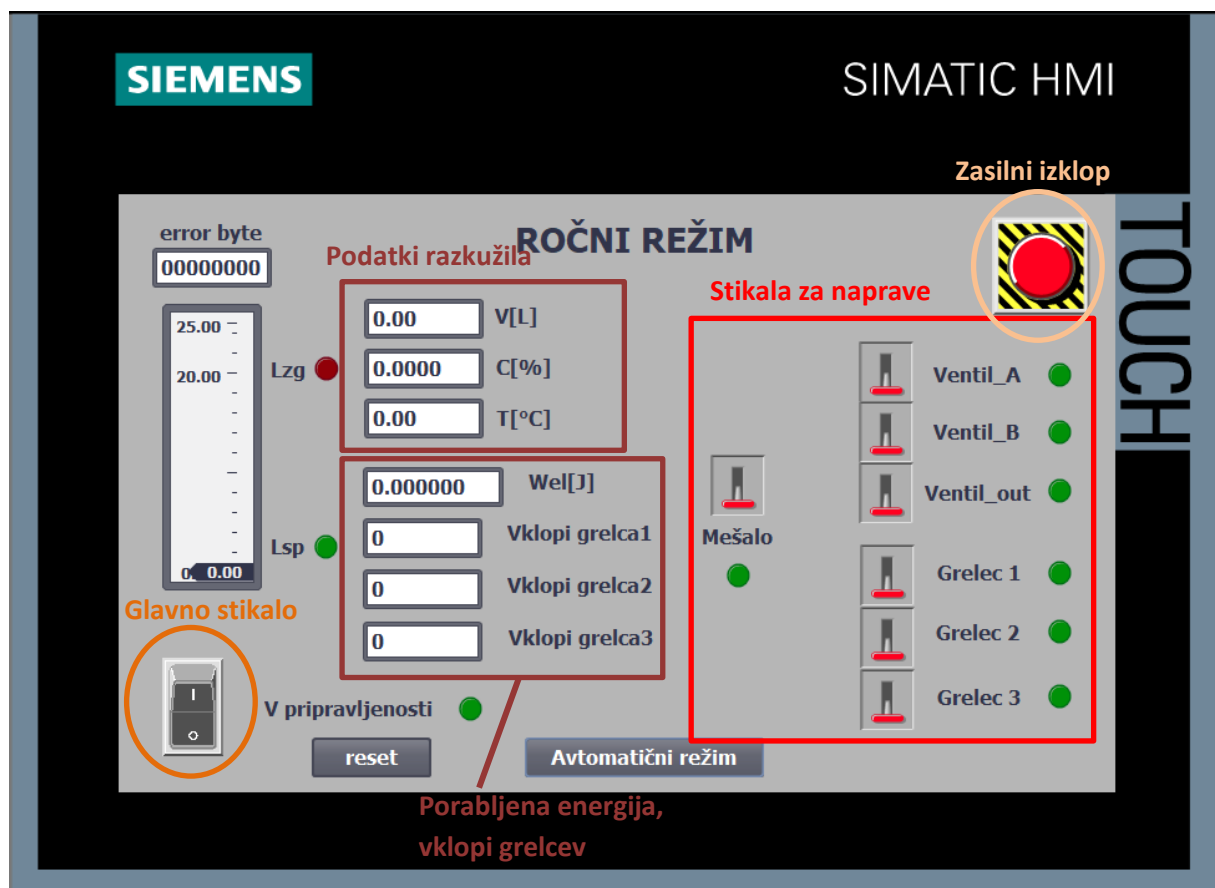 SIEMENS
SIMATIC HMI
TOUCH
Zasilni izklop
error byte
00000000
ROČNI REŽIM
Podatki razkužila
Stikala za naprave
25.00
20.00
0.00
Lzg
Lsp
0.00 V[L]
0.0000 C[%]
0.00 T[°C]
0.000000 Wel[J]
0 Vklopi grelca1
0 Vklopi grelca2
0 Vklopi grelca3
Mešalo
Ventil_A
Ventil_B
Ventil_out
Grelec 1
Grelec 2
Grelec 3
Glavno stikalo
I
O
V pripravljenosti
reset
Avtomatični režim
Porabljena energija,
vklopi grelcev